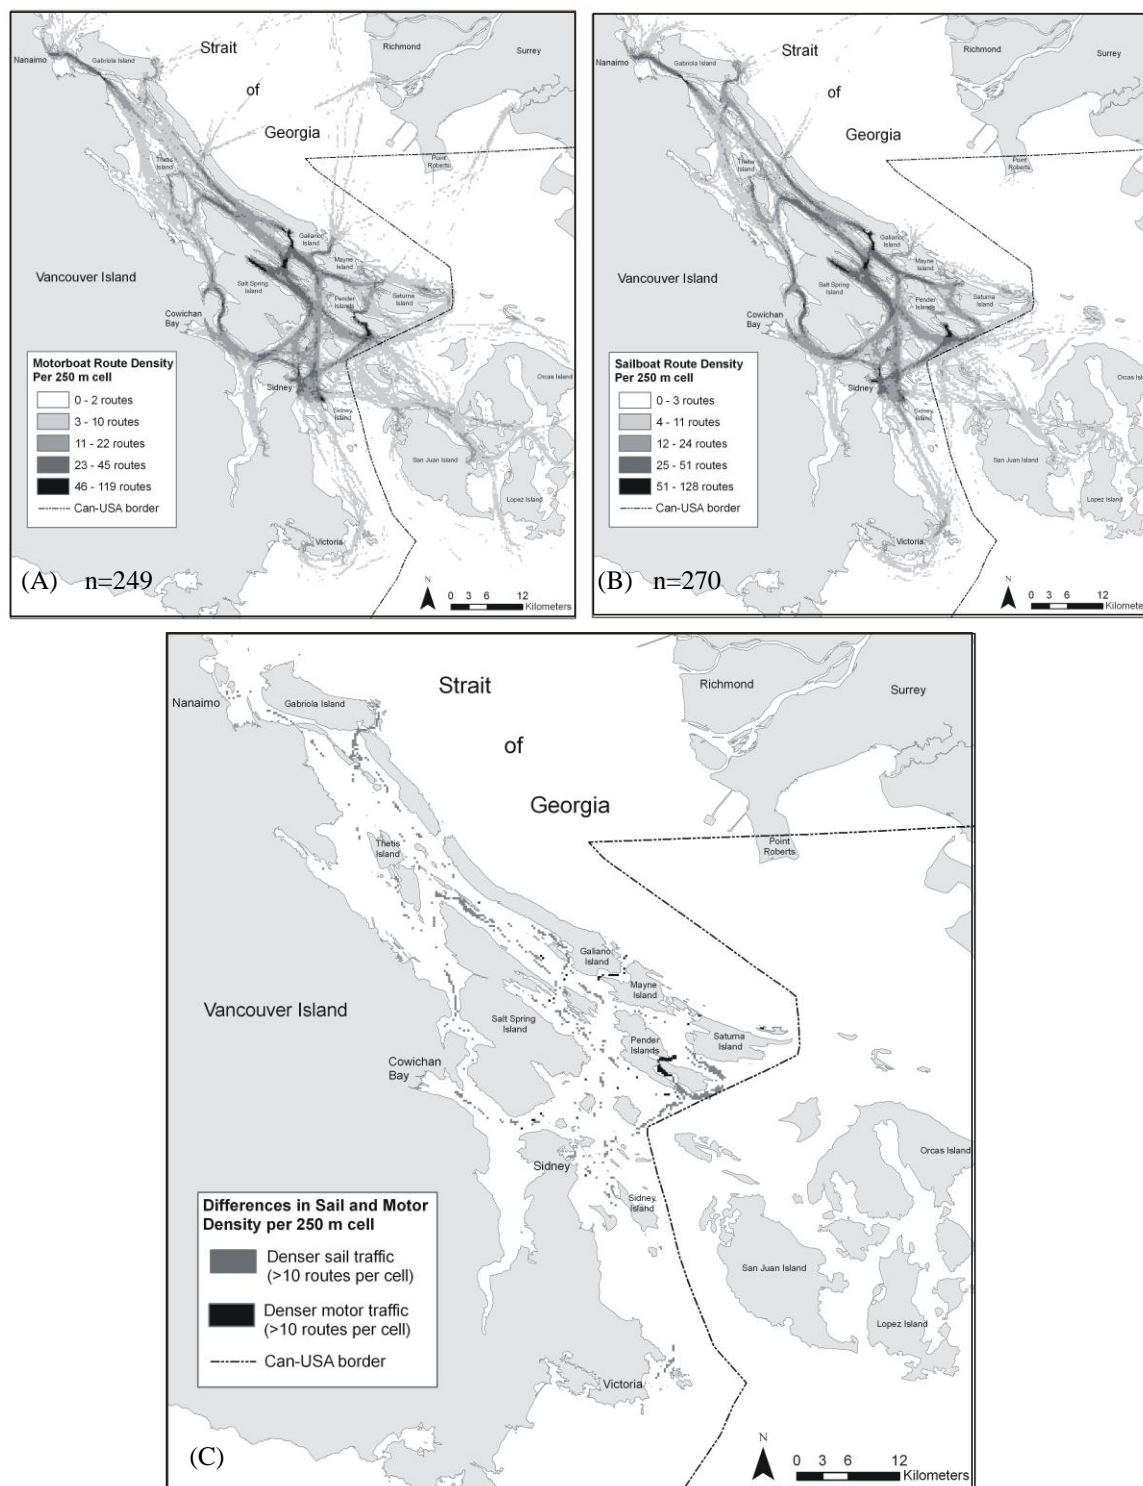 Strait
of
Georgia
Richmond
Surrey
Nanaimo
Gabriola Island
Thetis
Island
Point
Roberts
Galiano
Island
Mayne
Island
Vancouver Island
Salt Spring
Island
Pender
Islands
Saturna
Island
Cowichan
Bay
Motorboat Route Density
Per 250 m cell
0 - 2 routes
3 - 10 routes
11 - 22 routes
23 - 45 routes
46 - 119 routes
Can-USA border
Sidney
Sidney
Island
Orcas Island
San Juan Island
Lopez Island
Victoria
(A) n=249
N
0 3 6 12
Kilometers
Strait
of
Georgia
Richmond
Surrey
Nanaimo
Gabriola Island
Thetis
Island
Point
Roberts
Galiano
Island
Mayne
Island
Vancouver Island
Salt Spring
Island
Pender
Islands
Saturna
Island
Cowichan
Bay
Sailboat Route Density
Per 250 m cell
0 - 3 routes
4 - 11 routes
12 - 24 routes
25 - 51 routes
51 - 128 routes
Can-USA border
Sidney
Sidney
Island
Orcas Isl
San Juan Island
Lopez Island
Victoria
(B) n=270
N
0 3 6 12
Kilometers
Strait
of
Georgia
Richmond
Surrey
Nanaimo
Gabriola Island
Thetis
Island
Point
Roberts
Galiano
Island
Mayne
Island
Vancouver Island
Salt Spring
Island
Pender
Islands
Saturna
Island
Cowichan
Bay
Sidney
Sidney
Island
Orcas Island
San Juan Island
Lopez Island
Differences in Sail and Motor
Density per 250 m cell
Denser sail traffic
(>10 routes per cell)
Denser motor traffic
(>10 routes per cell)
Can-USA border
Victoria
(C)
N
0 3 6 12
Kilometers